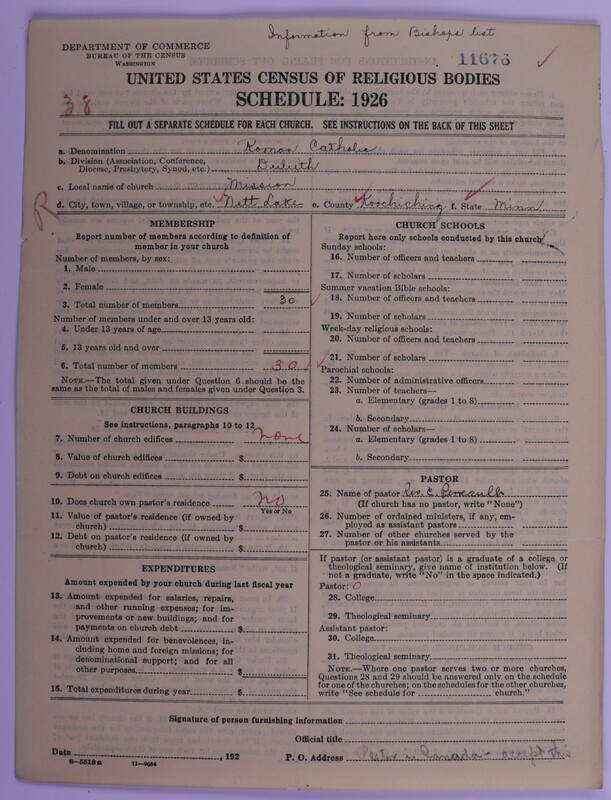 Information from Bishops list
DEPARTMENT OF COMMERCE
BUREAU OF THE CENSUS
WASHINGTON
11676
UNITED STATES CENSUS OF RELIGIOUS BODIES
SCHEDULE: 1926
38
FILL OUT A SEPARATE SCHEDULE FOR EACH CHURCH. SEE INSTRUCTIONS ON THE BACK OF THIS SHEET
a. Denomination Roman Catholic
b. Division (Association, Conference, Diocese, Presbytery, Synod, etc.) Duluth
c. Local name of church Mission
d. City, town, village, or township, etc. Nett Lake e. County Koochiching f. State Minn
R
MEMBERSHIP
Report number of members according to definition of
member in your church
Number of members, by sex:
1. Male
2. Female
3. Total number of members 30
Number of members under and over 13 years old:
4. Under 13 years of age
5. 13 years old and over
6. Total number of members 30
NOTE.—The total given under Question 6 should be the
same as the total of males and females given under Question 3.
CHURCH BUILDINGS
See instructions, paragraphs 10 to 12
7. Number of church edifices none
8. Value of church edifices $
9. Debt on church edifices $
10. Does church own pastor's residence No
Yes or No
11. Value of pastor's residence (if owned by
church) $
12. Debt on pastor's residence (if owned by
church) $
EXPENDITURES
Amount expended by your church during last fiscal year
13. Amount expended for salaries, repairs,
and other running expenses; for im-
provements or new buildings; and for
payments on church debt $
14. Amount expended for benevolences, in-
cluding home and foreign missions; for
denominational support; and for all
other purposes $
15. Total expenditures during year $
CHURCH SCHOOLS
Report here only schools conducted by this church
Sunday schools:
16. Number of officers and teachers
17. Number of scholars
Summer vacation Bible schools:
18. Number of officers and teachers
19. Number of scholars
Week-day religious schools:
20. Number of officers and teachers
21. Number of scholars
Parochial schools:
22. Number of administrative officers
23. Number of teachers—
a. Elementary (grades 1 to 8)
b. Secondary
24. Number of scholars—
a. Elementary (grades 1 to 8)
b. Secondary
PASTOR
25. Name of pastor Rev. C.
(If church has no pastor, write "None")
26. Number of ordained ministers, if any, em-
ployed as assistant pastors
27. Number of other churches served by the
pastor or his assistants
If pastor (or assistant pastor) is a graduate of a college or
theological seminary, give name of institution below. (If
not a graduate, write "No" in the space indicated.)
Pastor: 0
28. College
29. Theological seminary
Assistant pastor:
30. College
31. Theological seminary
NOTE.—Where one pastor serves two or more churches,
Questions 28 and 29 should be answered only on the schedule
for one of the churches; on the schedules for the other churches,
write "See schedule for church."
Signature of person furnishing information
Official title
Date , 192 P. O. Address Pastor in Canada - accept this
8-5518 a 11-9684